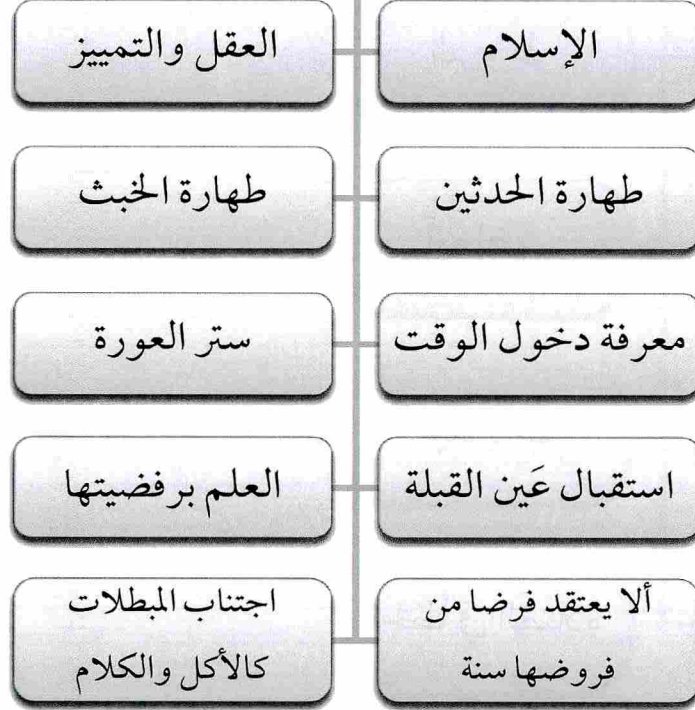 الإسلام
العقل والتمييز
طهارة الحدثين
طهارة الخبث
معرفة دخول الوقت
ستر العورة
استقبال عَين القبلة
العلم برفضيتها
ألا يعتقد فرضا من
فروضها سنة
اجتناب المبطلات
كالأكل والكلام